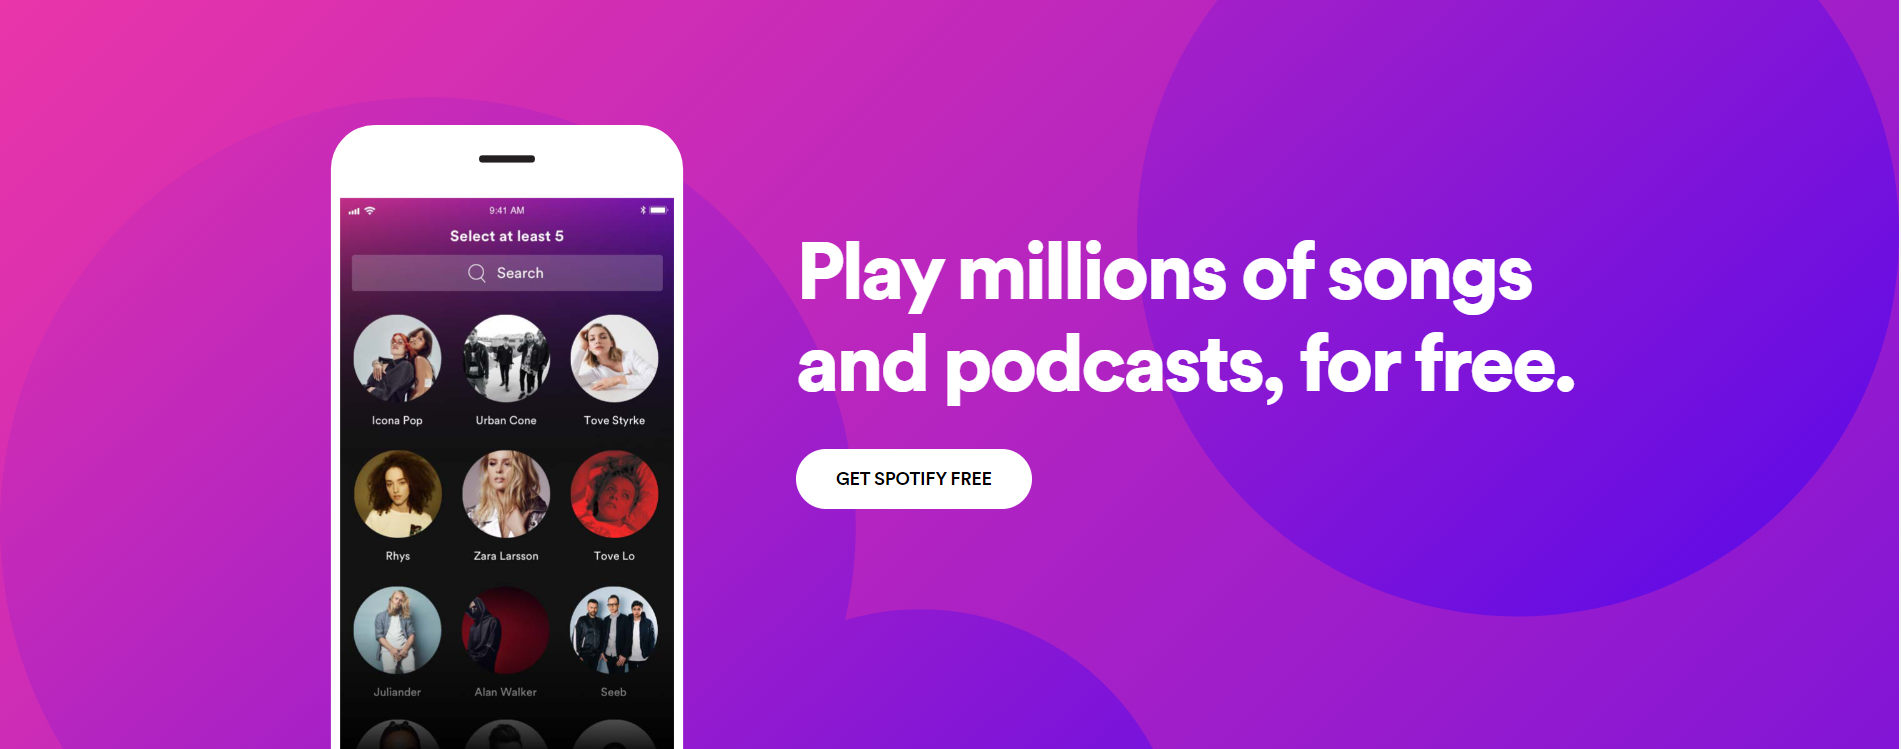 9:41 AM
Select at least 5
Search
Icona Pop
Urban Cone
Tove Styrke
Rhys
Zara Larsson
Tove Lo
Juliander
Alan Walker
Seeb
Play millions of songs
and podcasts, for free.
GET SPOTIFY FREE